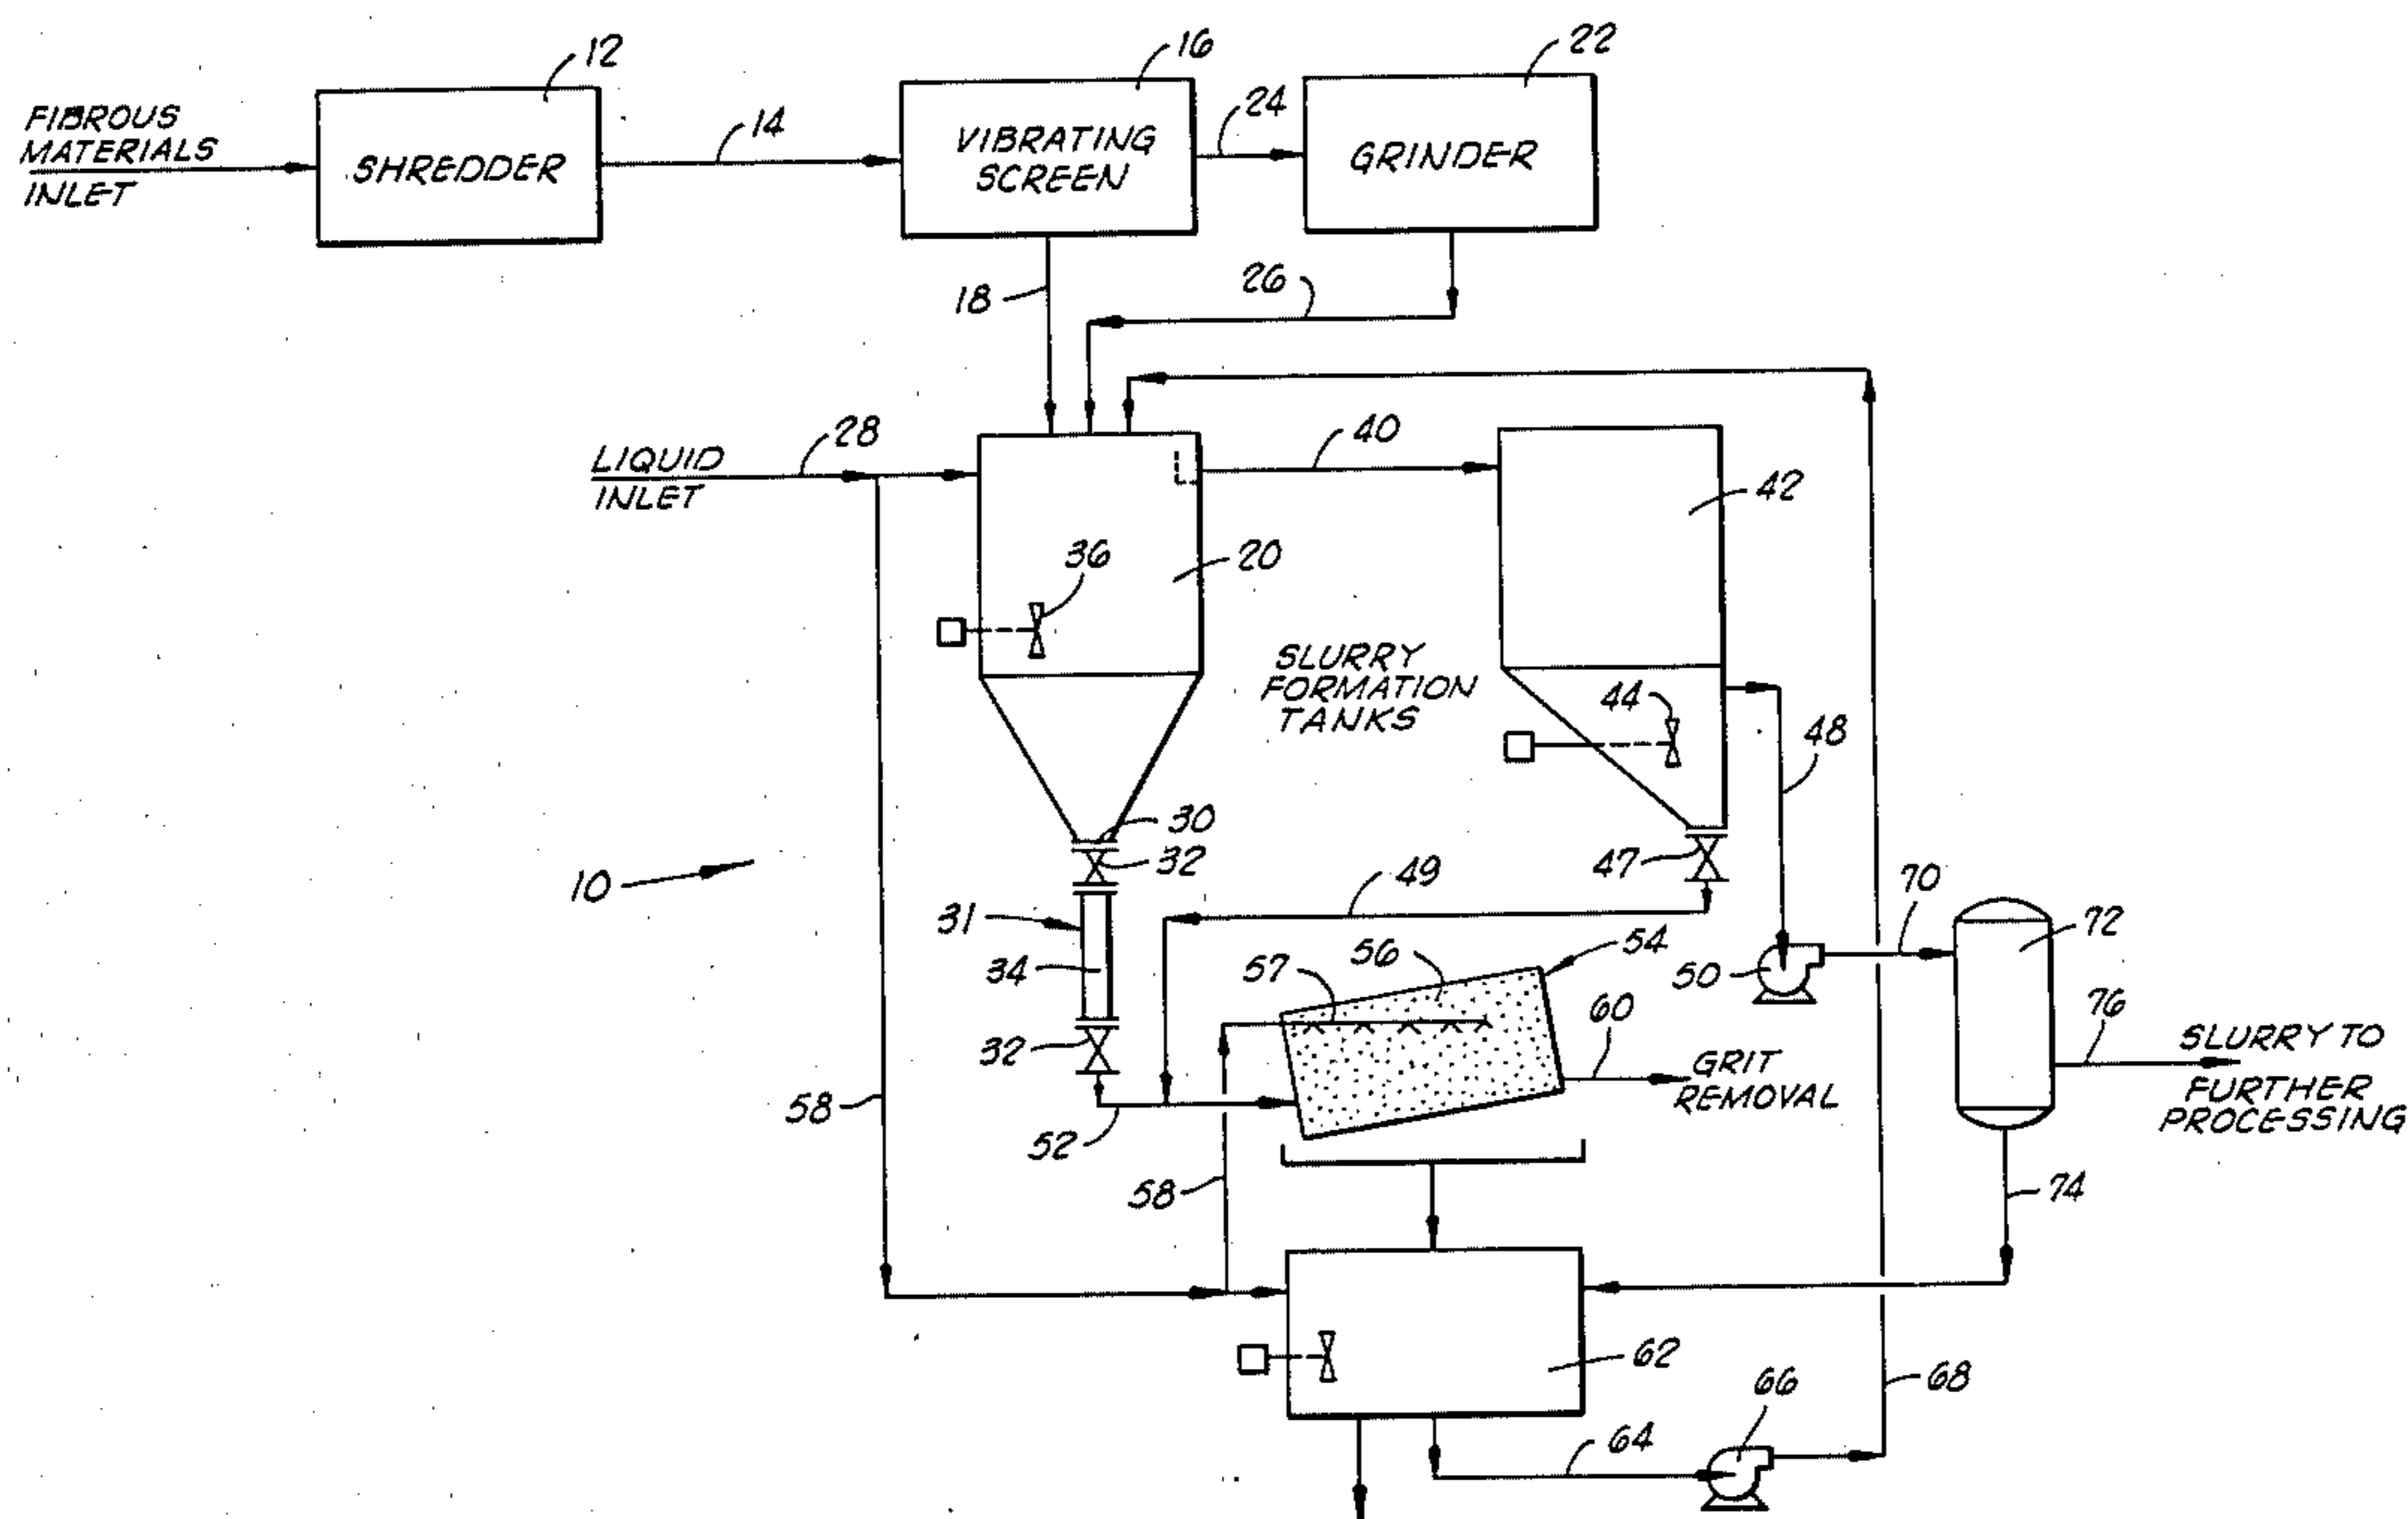 12
16
22
FIBROUS
MATERIALS
INLET
SHREDDER
14
VIBRATING
SCREEN
24
GRINDER
18
26
LIQUID
INLET
28
40
42
36
20
SLURRY
FORMATION
TANKS
44
48
30
32
47
10
49
70
31
34
57
56
54
50
72
76
SLURRY TO
FURTHER
PROCESSING
32
60
GRIT
REMOVAL
58
52
58
74
62
68
66
64